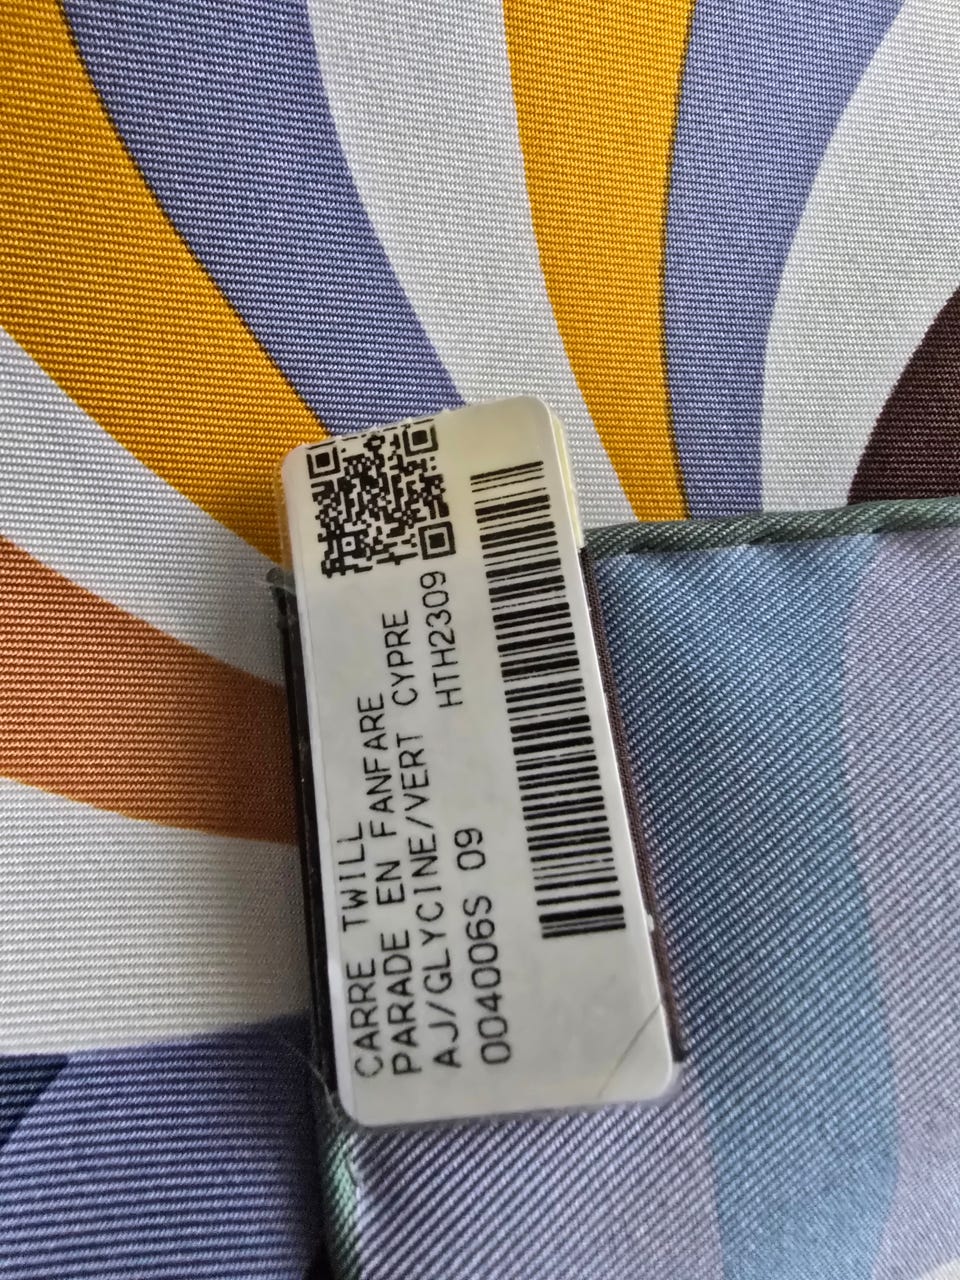 CARRE TWILL
PARADE EN FANFARE
AJ/GLYCINE/VERT CYPRE
HTH2309
004006S 09